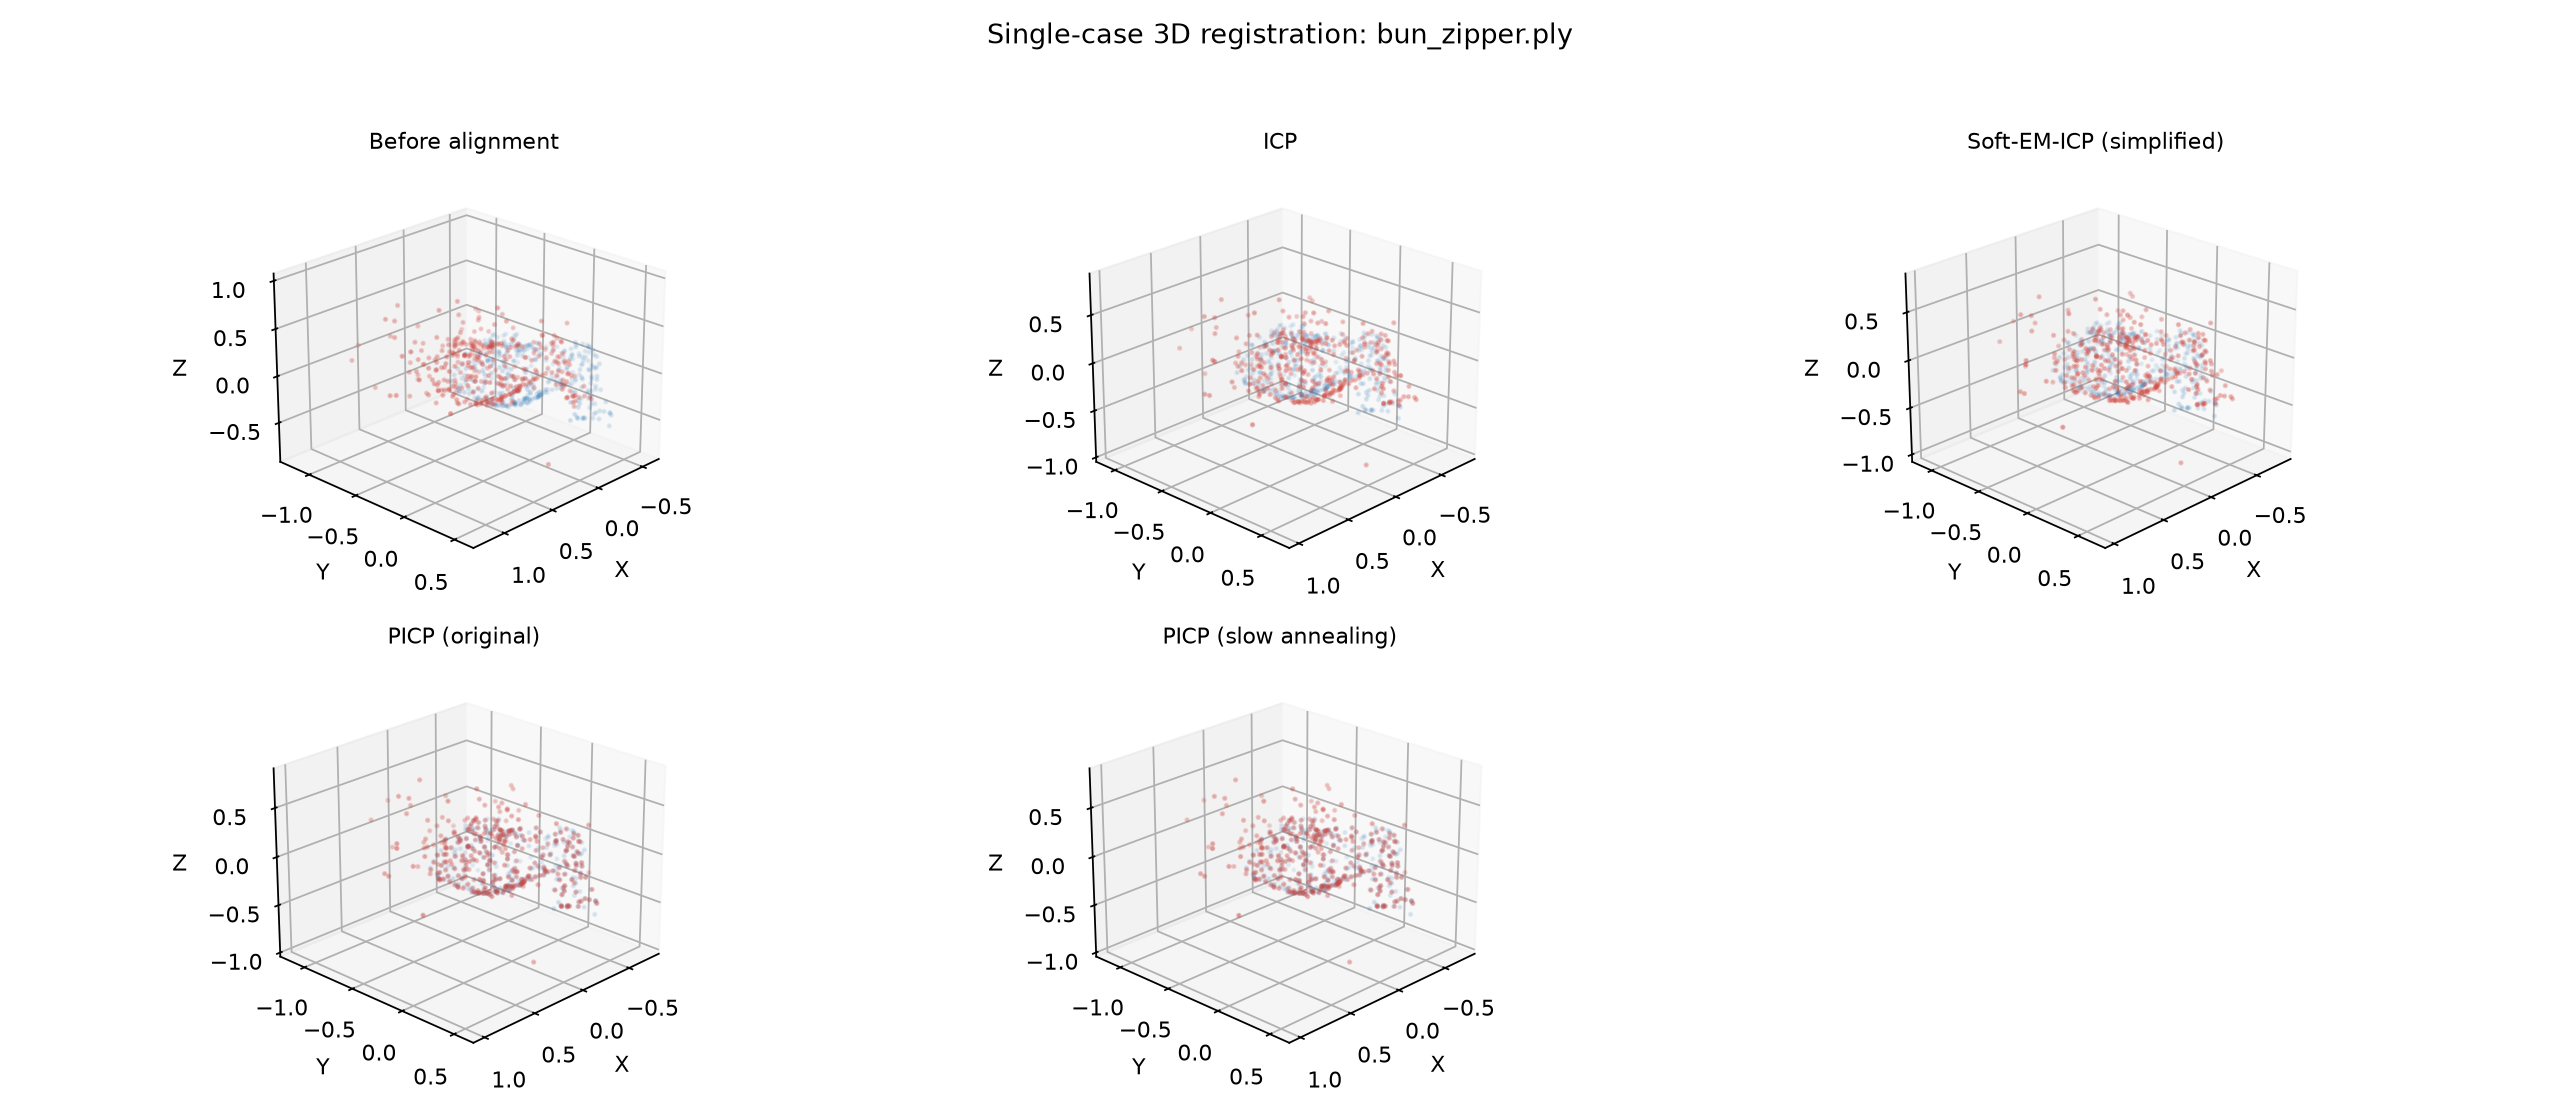 Single-case 3D registration: bun_zipper.ply
Before alignment
1.0
0.5
Z
0.0
−0.5
−1.0
−0.5
0.0
0.5
Y
−0.5
0.0
0.5
1.0
X
ICP
0.5
Z
0.0
−0.5
−1.0
−1.0
−0.5
0.0
0.5
Y
−0.5
0.0
0.5
1.0
X
Soft-EM-ICP (simplified)
0.5
Z
0.0
−0.5
−1.0
−1.0
−0.5
0.0
0.5
Y
−0.5
0.0
0.5
1.0
X
PICP (original)
0.5
Z
0.0
−0.5
−1.0
−1.0
−0.5
0.0
0.5
Y
−0.5
0.0
0.5
1.0
X
PICP (slow annealing)
0.5
Z
0.0
−0.5
−1.0
−1.0
−0.5
0.0
0.5
Y
−0.5
0.0
0.5
1.0
X